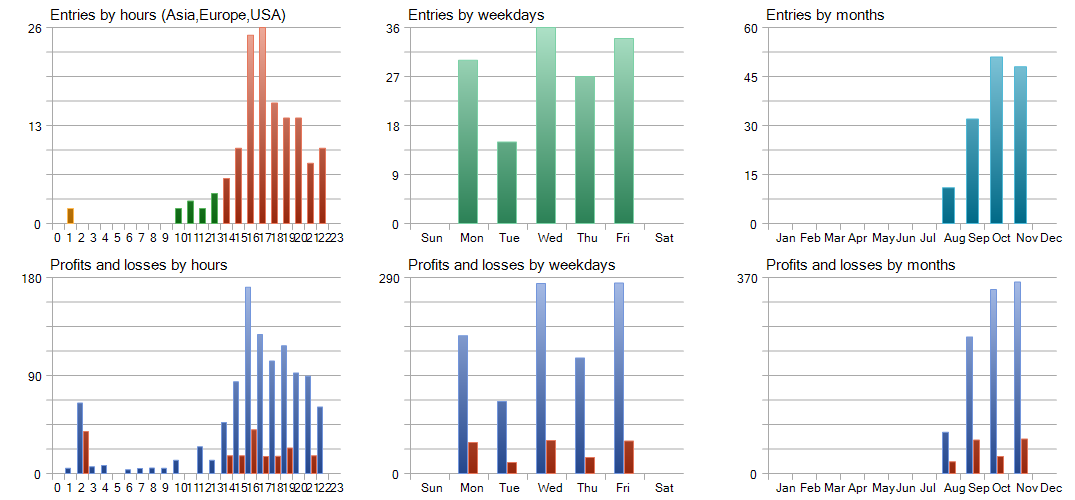 Entries by hours (Asia,Europe,USA)
26
13
0
0 1 2 3 4 5 6 7 8 9 10 11 12 13 14 15 16 17 18 19 20 21 22 23
Entries by weekdays
36
27
18
9
0
Sun Mon Tue Wed Thu Fri Sat
Entries by months
60
45
30
15
0
Jan Feb Mar Apr May Jun Jul Aug Sep Oct Nov Dec
Profits and losses by hours
180
90
0
0 1 2 3 4 5 6 7 8 9 10 11 12 13 14 15 16 17 18 19 20 21 22 23
Profits and losses by weekdays
290
0
Sun Mon Tue Wed Thu Fri Sat
Profits and losses by months
370
0
Jan Feb Mar Apr May Jun Jul Aug Sep Oct Nov Dec